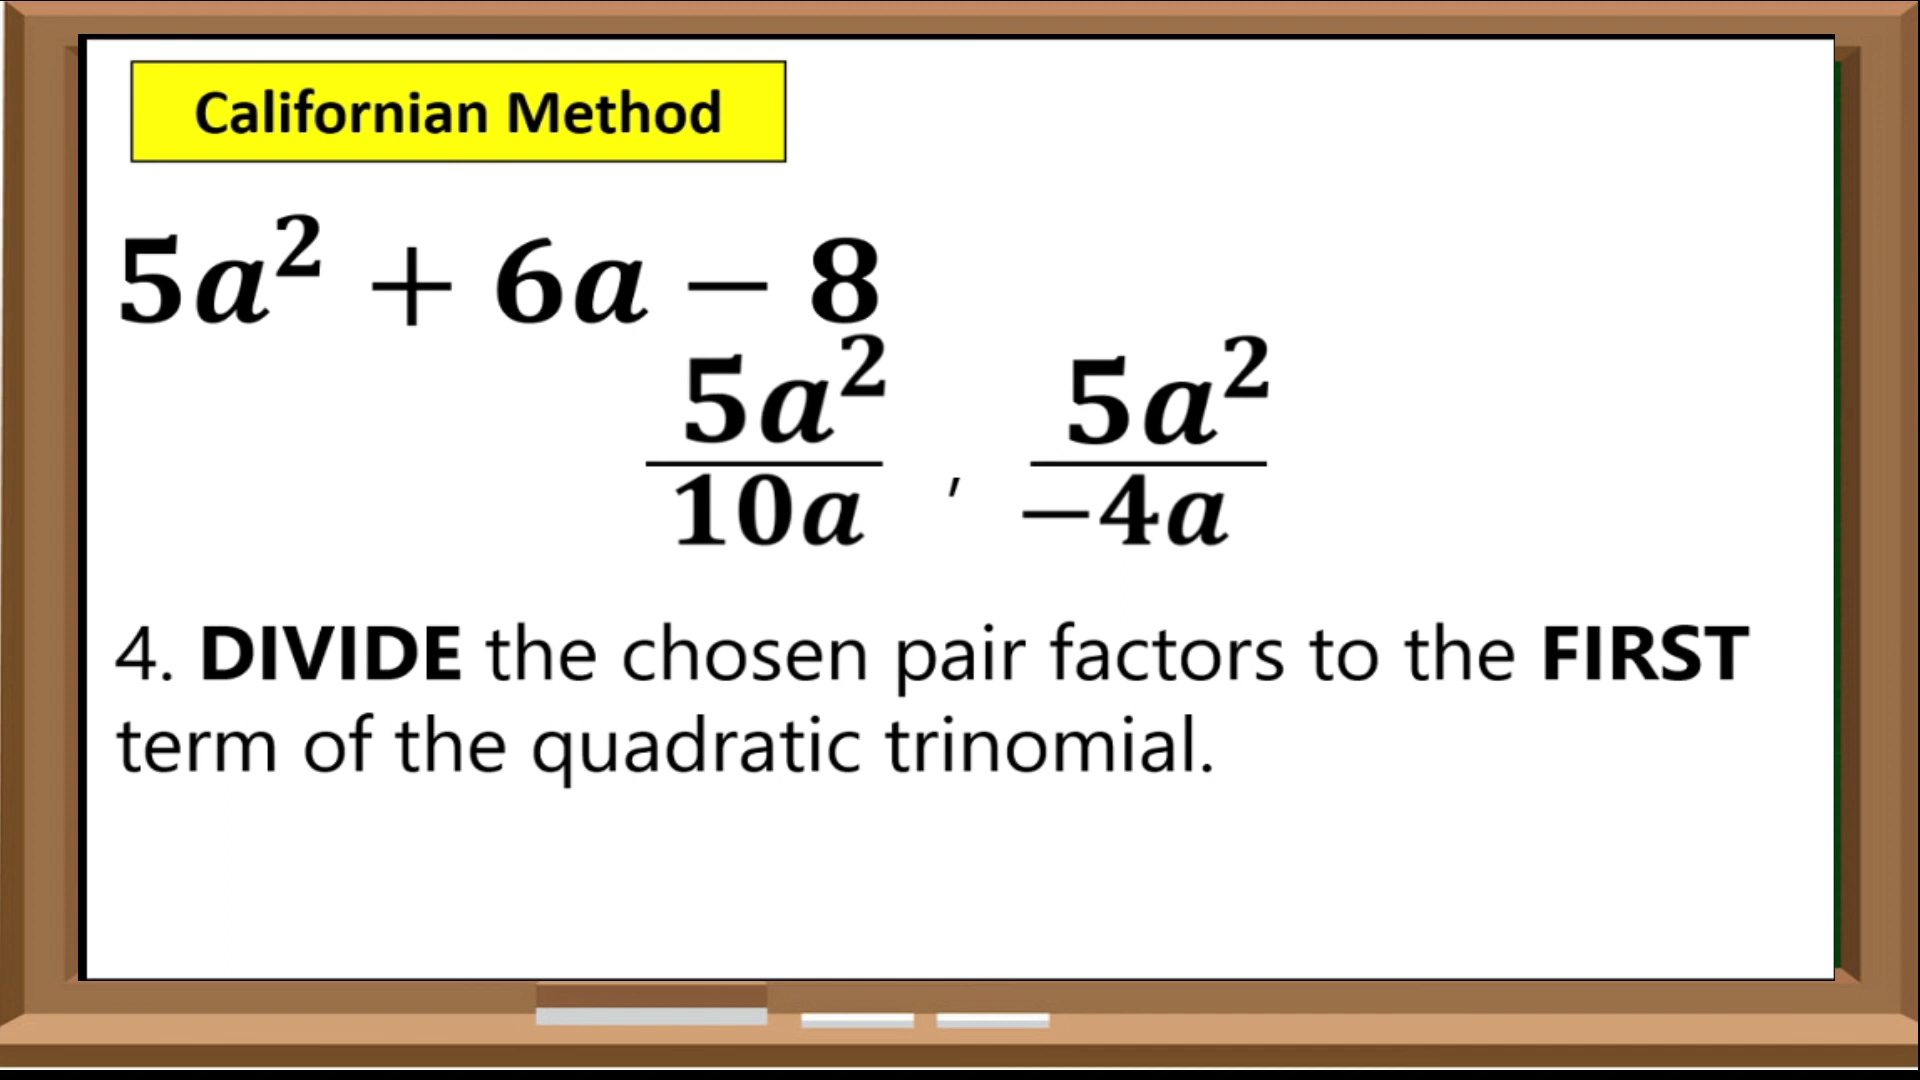 Californian Method
5a² + 6a − 8
5a² 5a²
10a , −4a
4. DIVIDE the chosen pair factors to the FIRST
term of the quadratic trinomial.